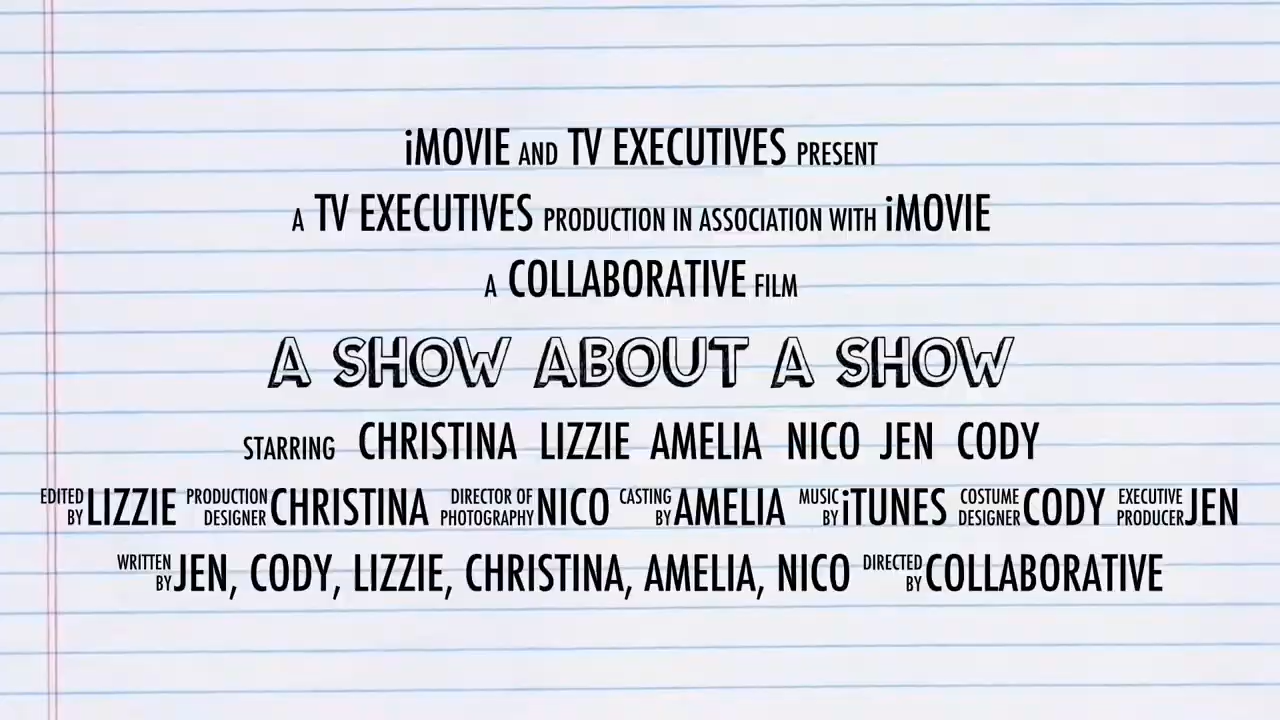 iMOVIE AND TV EXECUTIVES PRESENT
A TV EXECUTIVES PRODUCTION IN ASSOCIATION WITH iMOVIE
A COLLABORATIVE FILM
A SHOW ABOUT A SHOW
STARRING CHRISTINA LIZZIE AMELIA NICO JEN CODY
EDITED BY LIZZIE PRODUCTION DESIGNER CHRISTINA DIRECTOR OF PHOTOGRAPHY NICO CASTING BY AMELIA MUSIC BY iTUNES COSTUME DESIGNER CODY EXECUTIVE PRODUCER JEN
WRITTEN BY JEN, CODY, LIZZIE, CHRISTINA, AMELIA, NICO DIRECTED BY COLLABORATIVE